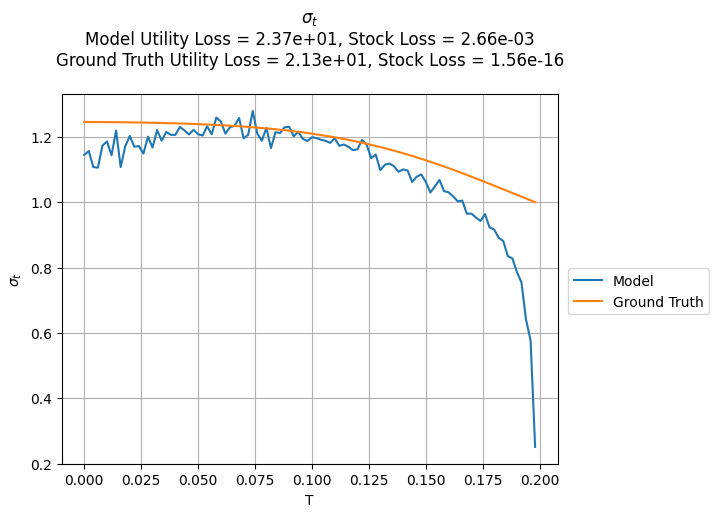 σt
Model Utility Loss = 2.37e+01, Stock Loss = 2.66e-03
Ground Truth Utility Loss = 2.13e+01, Stock Loss = 1.56e-16
1.2
1.0
0.8
0.6
0.4
0.2
σt
0.000 0.025 0.050 0.075 0.100 0.125 0.150 0.175 0.200
T
Model
Ground Truth